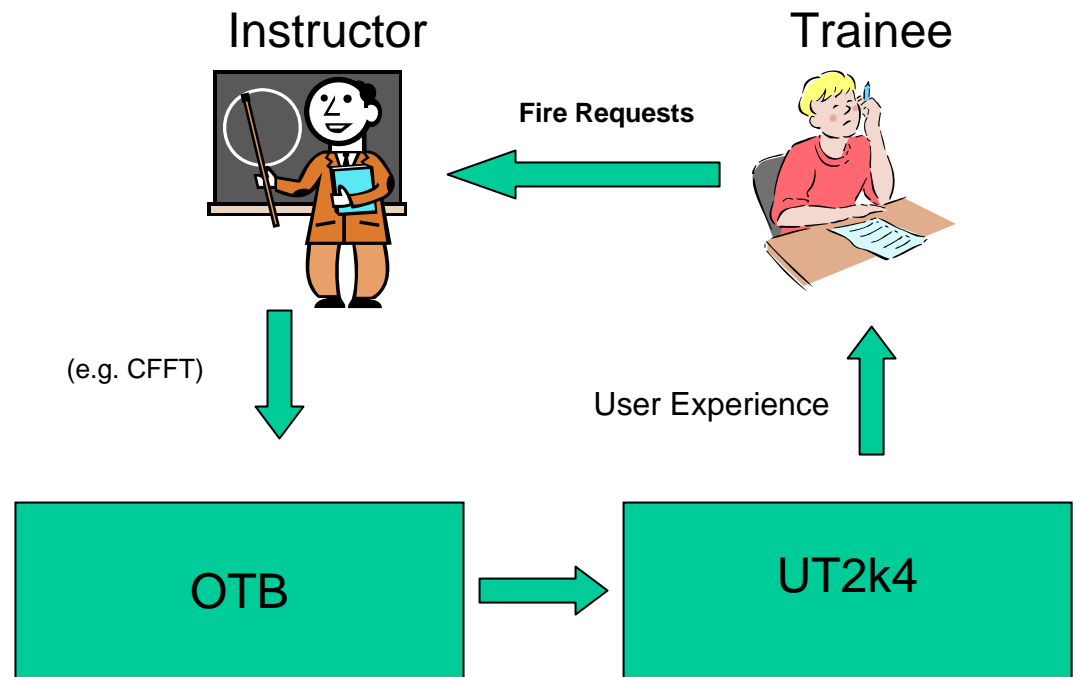 Instructor
Trainee
Fire Requests
(e.g. CFFT)
User Experience
OTB
UT2k4